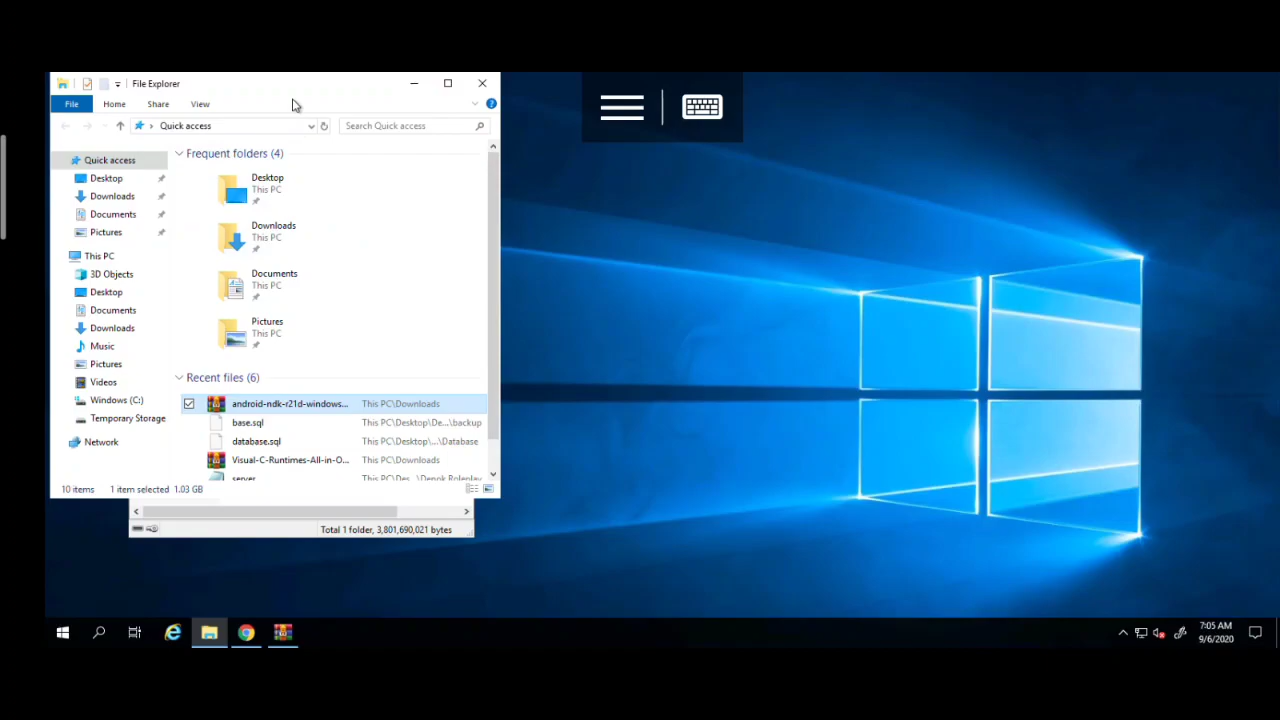 File Explorer
File Home Share View
Quick access Search Quick access
Quick access
Desktop
Downloads
Documents
Pictures
This PC
3D Objects
Desktop
Documents
Downloads
Music
Pictures
Videos
Windows (C:)
Temporary Storage
Network
Frequent folders (4)
Desktop
This PC
Downloads
This PC
Documents
This PC
Pictures
This PC
Recent files (6)
android-ndk-r21d-windows... This PC\Downloads
base.sql This PC\Desktop\De...\backup
database.sql This PC\Desktop\...\Database
Visual-C-Runtimes-All-in-O... This PC\Downloads
server This PC\Des...\Denok Roleplay
10 items 1 item selected 1.03 GB
Total 1 folder, 3,801,690,021 bytes
7:05 AM
9/6/2020